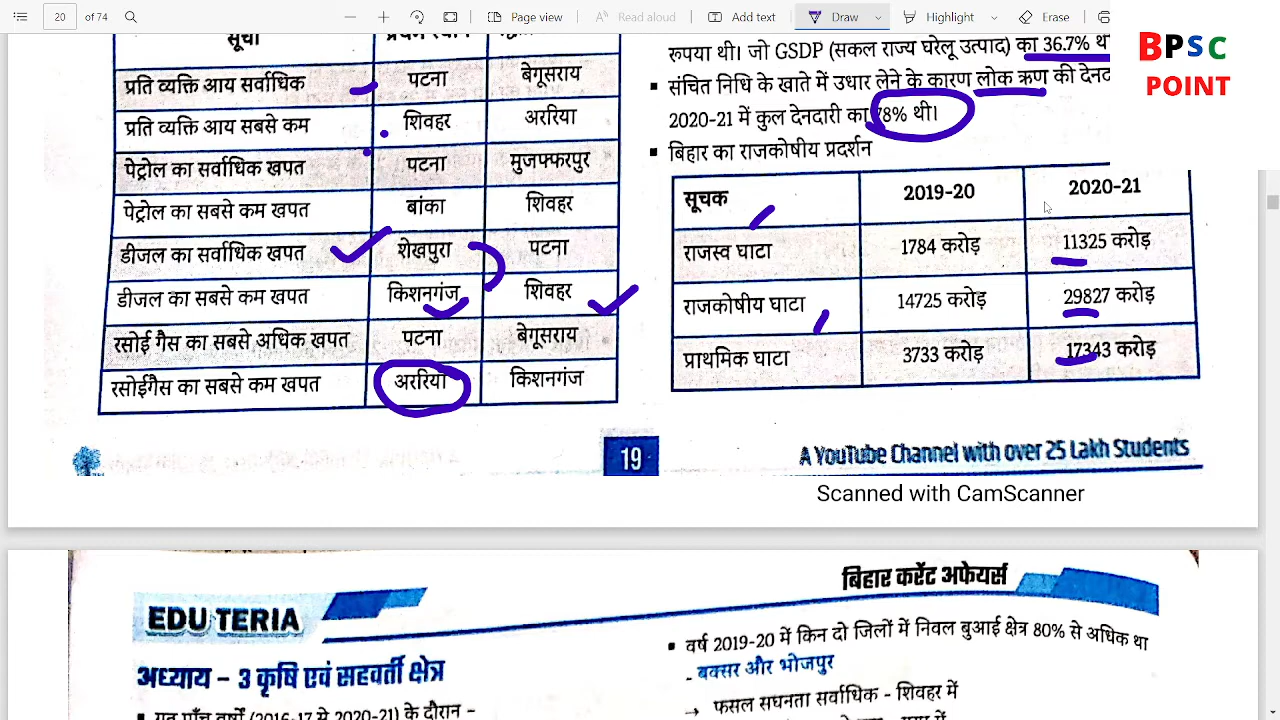 20 of 74
Page view
Read aloud
Add text
Draw
Highlight
Erase
BPSC
POINT
सूची
प्रति व्यक्ति आय सर्वाधिक पटना बेगूसराय
प्रति व्यक्ति आय सबसे कम शिवहर अररिया
पेट्रोल का सर्वाधिक खपत पटना मुजफ्फरपुर
पेट्रोल का सबसे कम खपत बांका शिवहर
डीजल का सर्वाधिक खपत शेखपुरा पटना
डीजल का सबसे कम खपत किशनगंज शिवहर
रसोई गैस का सबसे अधिक खपत पटना बेगूसराय
रसोईगैस का सबसे कम खपत अररिया किशनगंज
रूपया थी। जो GSDP (सकल राज्य घरेलू उत्पाद) का 36.7% थ
▪ संचित निधि के खाते में उधार लेने के कारण लोक ऋण की देनद
2020-21 में कुल देनदारी का 78% थी।
▪ बिहार का राजकोषीय प्रदर्शन
सूचक 2019-20 2020-21
राजस्व घाटा 1784 करोड़ 11325 करोड़
राजकोषीय घाटा 14725 करोड़ 29827 करोड़
प्राथमिक घाटा 3733 करोड़ 17343 करोड़
19
A YouTube Channel with over 25 Lakh Students
Scanned with CamScanner
बिहार करेंट अफेयर्स
EDU TERIA
अध्याय – 3 कृषि एवं सहवर्ती क्षेत्र
▪ गत पाँच वर्षों (2016-17 से 2020-21) के दौरान –
▪ वर्ष 2019-20 में किन दो जिलों में निवल बुआई क्षेत्र 80% से अधिक था
- बक्सर और भोजपुर
→ फसल सघनता सर्वाधिक - शिवहर में